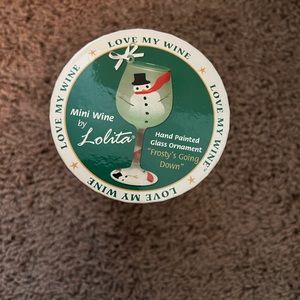 LOVE MY WINE
LOVE MY WINE
LOVE MY WINE™
LOVE MY WINE
Mini Wine
by
Lolita
Hand Painted
Glass Ornament
"Frosty's Going
Down"